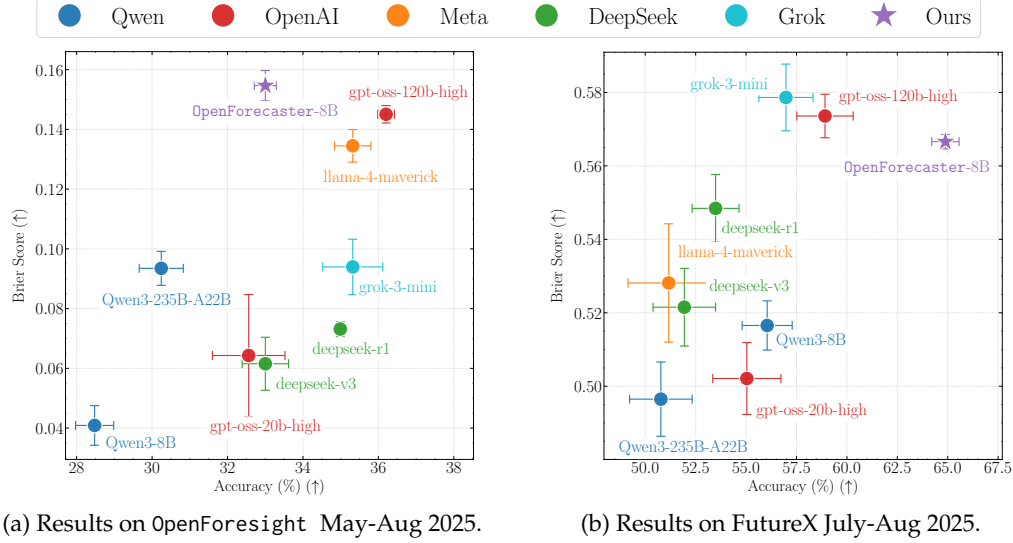 Qwen OpenAI Meta DeepSeek Grok Ours
0.16
0.14
0.12
0.10
0.08
0.06
0.04
Brier Score (↑)
OpenForecaster-8B
gpt-oss-120b-high
llama-4-maverick
Qwen3-235B-A22B
grok-3-mini
deepseek-r1
deepseek-v3
gpt-oss-20b-high
Qwen3-8B
28 30 32 34 36 38
Accuracy (%) (↑)
(a) Results on OpenForesight May-Aug 2025.
0.58
0.56
0.54
0.52
0.50
Brier Score (↑)
grok-3-mini
gpt-oss-120b-high
OpenForecaster-8B
deepseek-r1
llama-4-maverick
deepseek-v3
Qwen3-8B
gpt-oss-20b-high
Qwen3-235B-A22B
50.0 52.5 55.0 57.5 60.0 62.5 65.0 67.5
Accuracy (%) (↑)
(b) Results on FutureX July-Aug 2025.